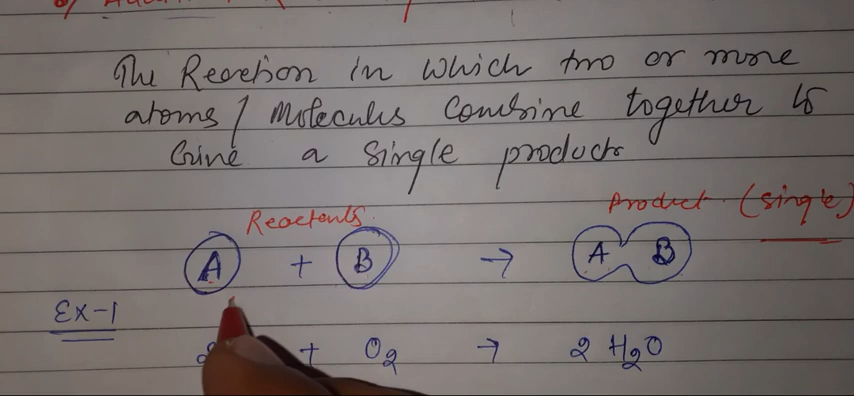 The Reaction in which two or more
atoms / Molecules Combine together to
Give a Single product
Reactants Product (single)
A + B → A B
Ex-1
2 + O2 → 2 H2O